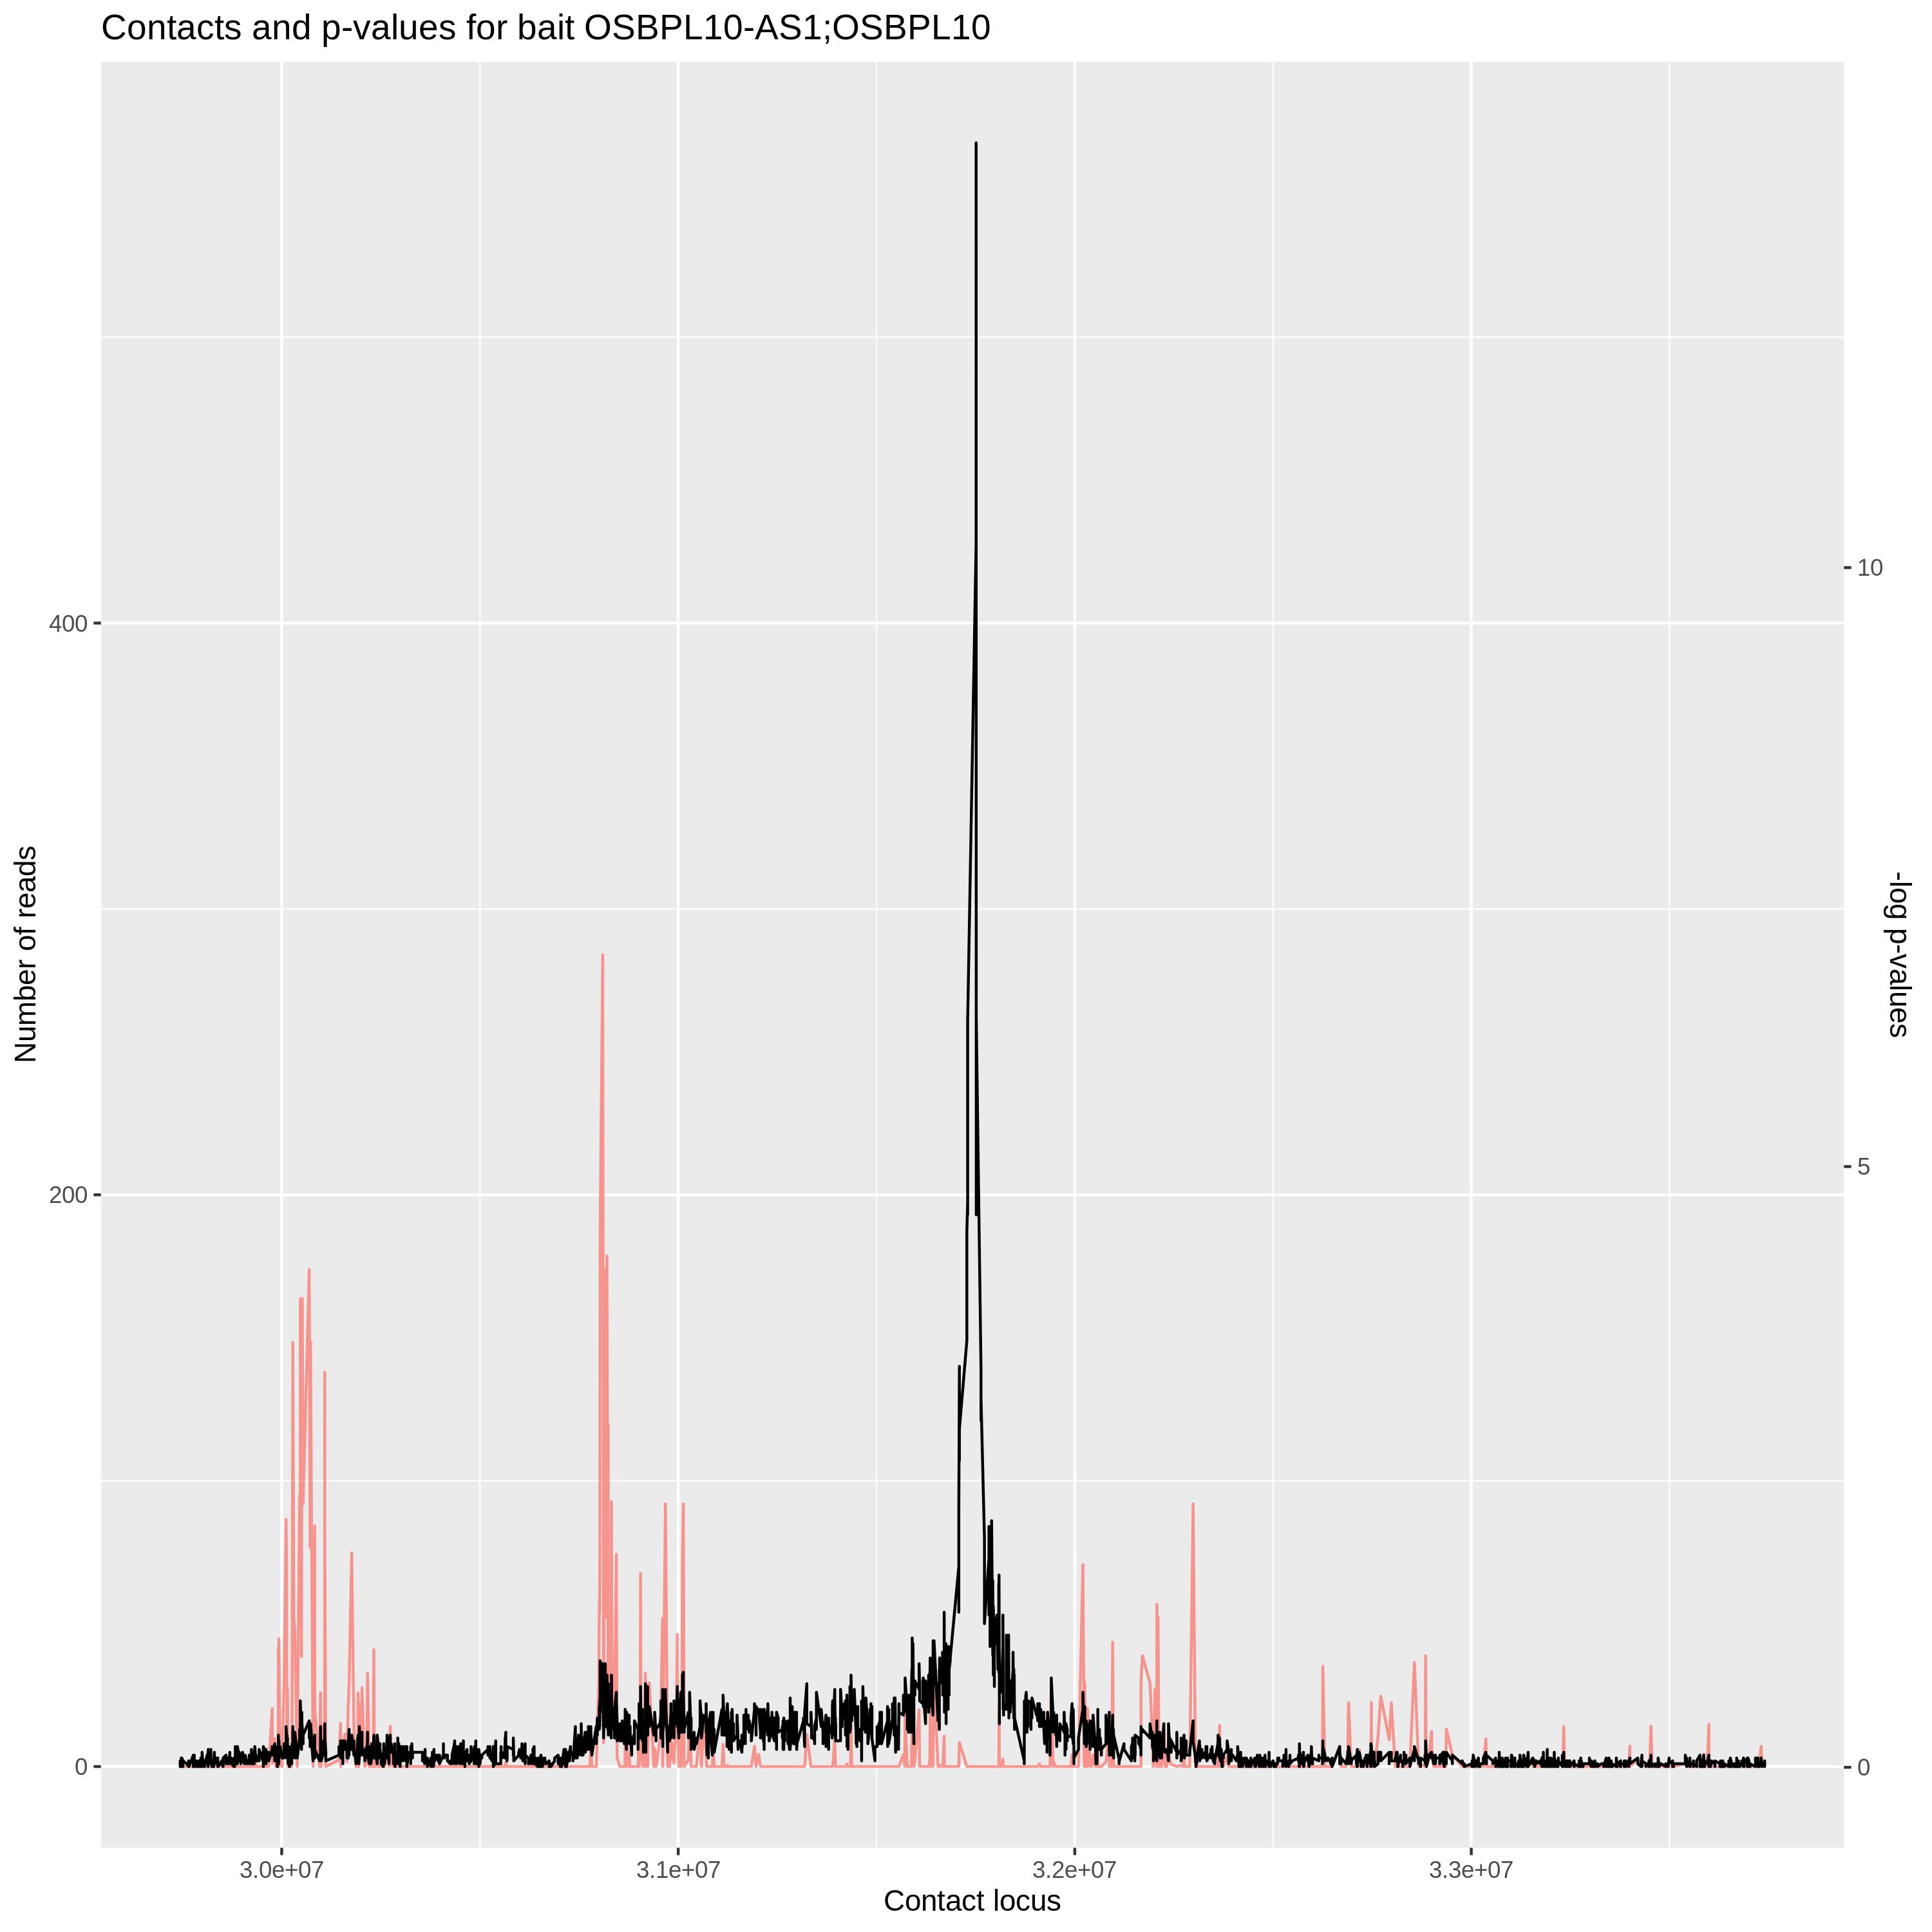 Contacts and p-values for bait OSBPL10-AS1;OSBPL10
Number of reads
400
200
0
10
5
0
-log p-values
3.0e+07
3.1e+07
3.2e+07
3.3e+07
Contact locus